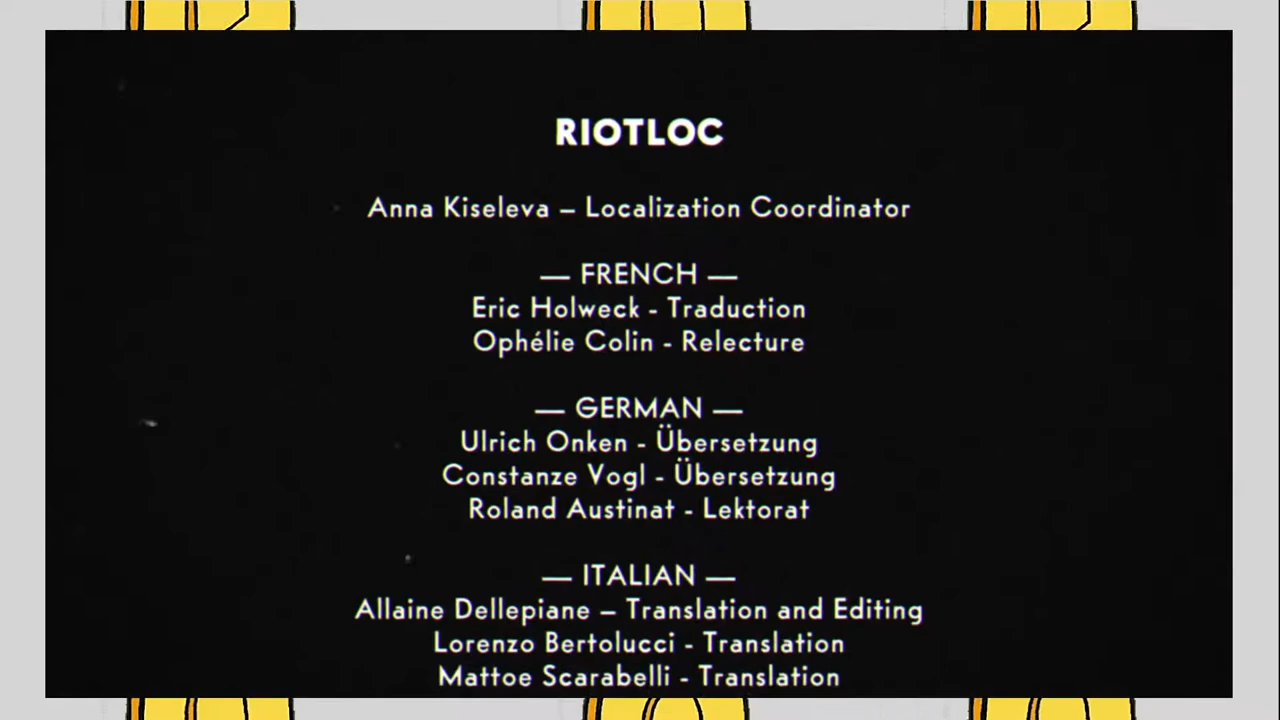 RIOTLOC
Anna Kiseleva – Localization Coordinator
— FRENCH —
Eric Holweck - Traduction
Ophélie Colin - Relecture
— GERMAN —
Ulrich Onken - Übersetzung
Constanze Vogl - Übersetzung
Roland Austinat - Lektorat
— ITALIAN —
Allaine Dellepiane – Translation and Editing
Lorenzo Bertolucci - Translation
Mattoe Scarabelli - Translation